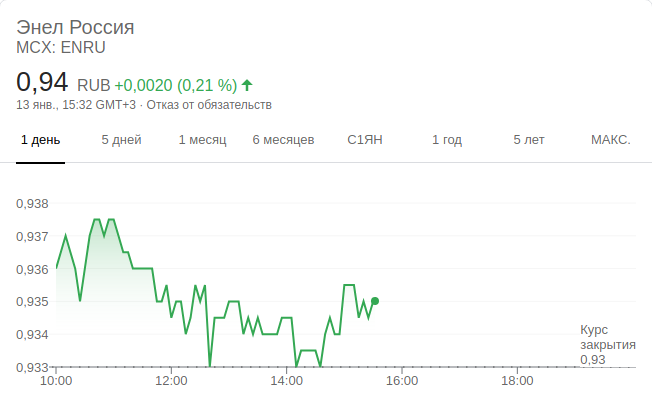 Энел Россия
MCX: ENRU
0,94 RUB +0,0020 (0,21 %)
13 янв., 15:32 GMT+3 · Отказ от обязательств
1 день 5 дней 1 месяц 6 месяцев С1ЯН 1 год 5 лет МАКС.
0,938
0,937
0,936
0,935
0,934
Курс
закрытия
0,93
0,933
10:00 12:00 14:00 16:00 18:00